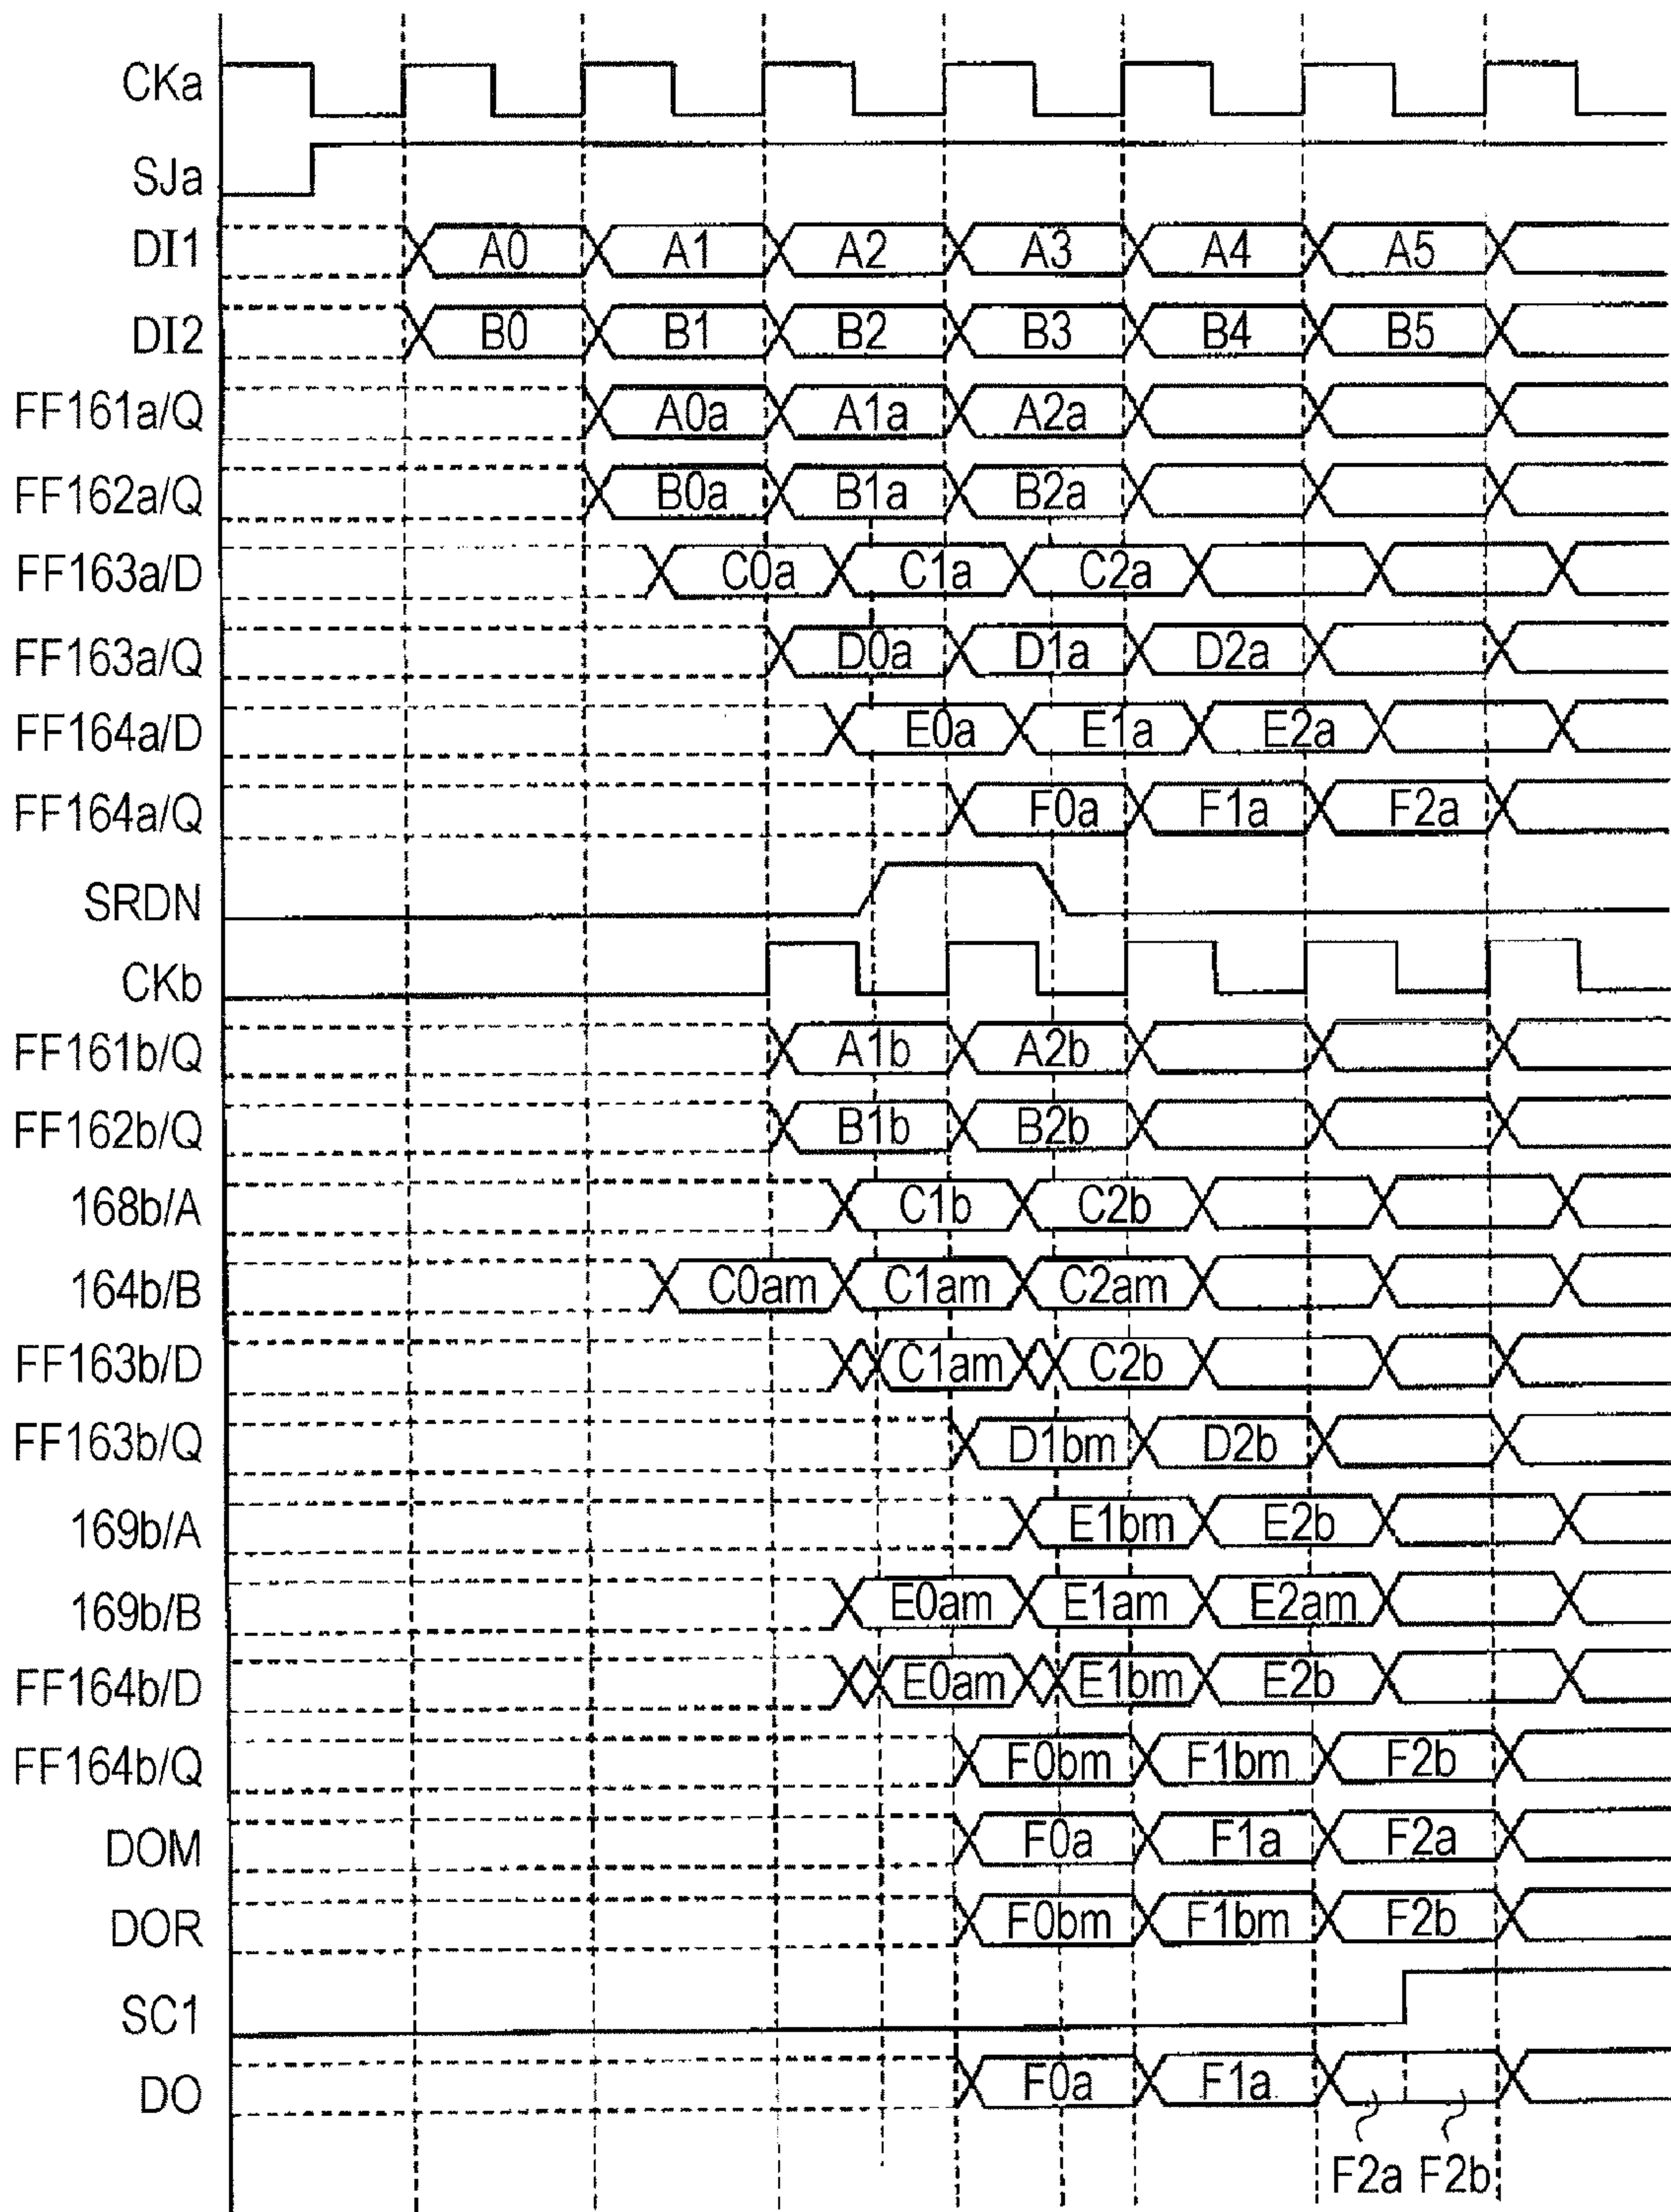 CKa
SJa
DI1 A0 A1 A2 A3 A4 A5
DI2 B0 B1 B2 B3 B4 B5
FF161a/Q A0a A1a A2a
FF162a/Q B0a B1a B2a
FF163a/D C0a C1a C2a
FF163a/Q D0a D1a D2a
FF164a/D E0a E1a E2a
FF164a/Q F0a F1a F2a
SRDN
CKb
FF161b/Q A1b A2b
FF162b/Q B1b B2b
168b/A C1b C2b
164b/B C0am C1am C2am
FF163b/D C1am C2b
FF163b/Q D1bm D2b
169b/A E1bm E2b
169b/B E0am E1am E2am
FF164b/D E0am E1bm E2b
FF164b/Q F0bm F1bm F2b
DOM F0a F1a F2a
DOR F0bm F1bm F2b
SC1
DO F0a F1a
F2a F2b